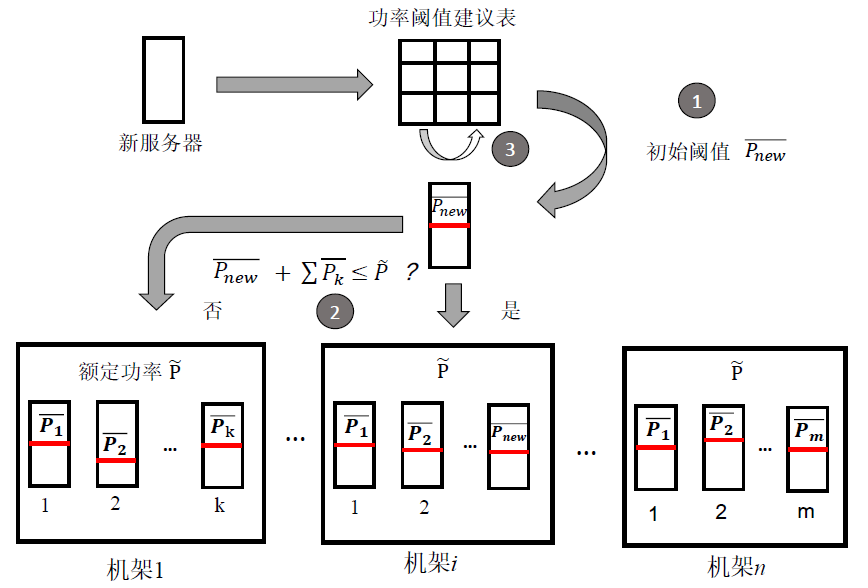 功率阈值建议表
新服务器
1
初始阈值 $\overline{P_{new}}$
3
$\overline{P_{new}}$
$\overline{P_{new}} + \sum \overline{P_k} \leq \tilde{P}$ ?
否
2
是
额定功率 $\tilde{P}$
$\overline{P_1}$ $\overline{P_2}$ ... $\overline{P_k}$
1 2 k
机架1
...
$\tilde{P}$
$\overline{P_1}$ $\overline{P_2}$ ... $\overline{P_{new}}$
1 2
机架i
...
$\tilde{P}$
$\overline{P_1}$ $\overline{P_2}$ ... $\overline{P_m}$
1 2 m
机架n